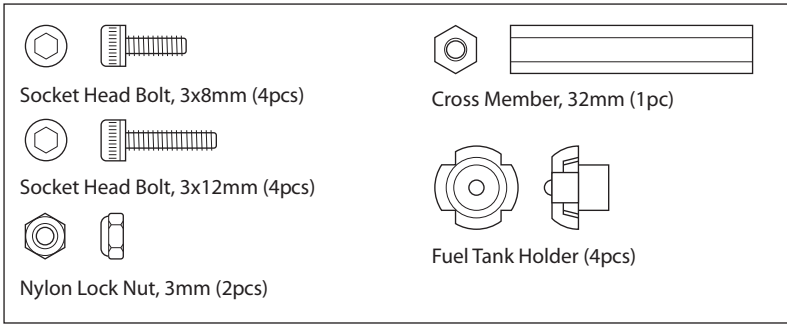 Socket Head Bolt, 3x8mm (4pcs)
Socket Head Bolt, 3x12mm (4pcs)
Nylon Lock Nut, 3mm (2pcs)
Cross Member, 32mm (1pc)
Fuel Tank Holder (4pcs)